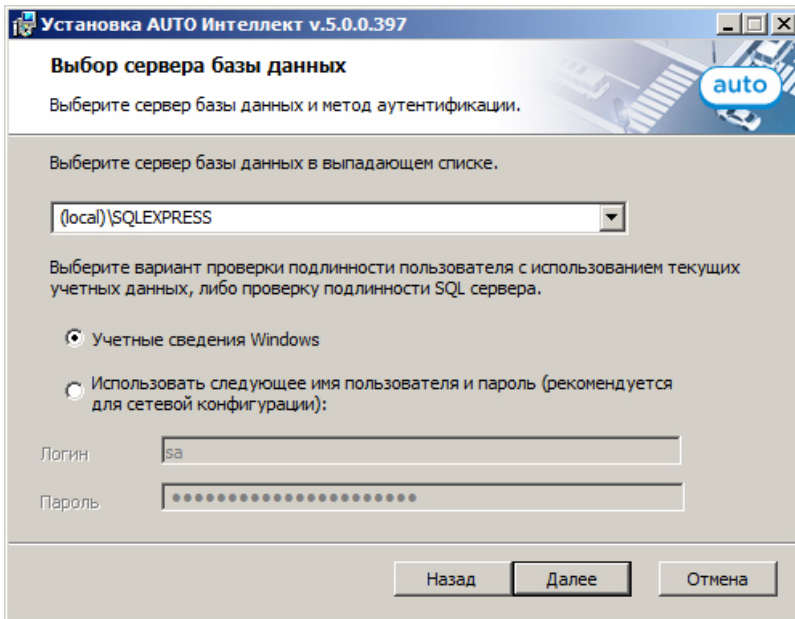 Установка AUTO Интеллект v.5.0.0.397
Выбор сервера базы данных
Выберите сервер базы данных и метод аутентификации.
auto
Выберите сервер базы данных в выпадающем списке.
(local)\SQLEXPRESS
Выберите вариант проверки подлинности пользователя с использованием текущих
учетных данных, либо проверку подлинности SQL сервера.
Учетные сведения Windows
Использовать следующее имя пользователя и пароль (рекомендуется
для сетевой конфигурации):
Логин
sa
Пароль
Назад
Далее
Отмена